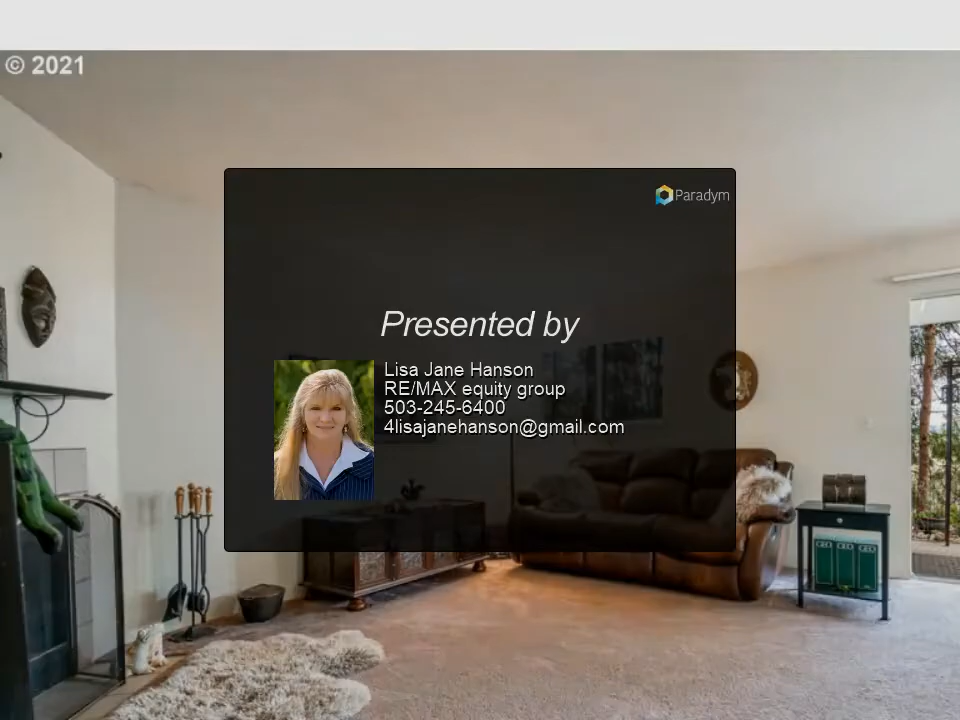 © 2021
Paradym
Presented by
Lisa Jane Hanson
RE/MAX equity group
503-245-6400
4lisajanehanson@gmail.com